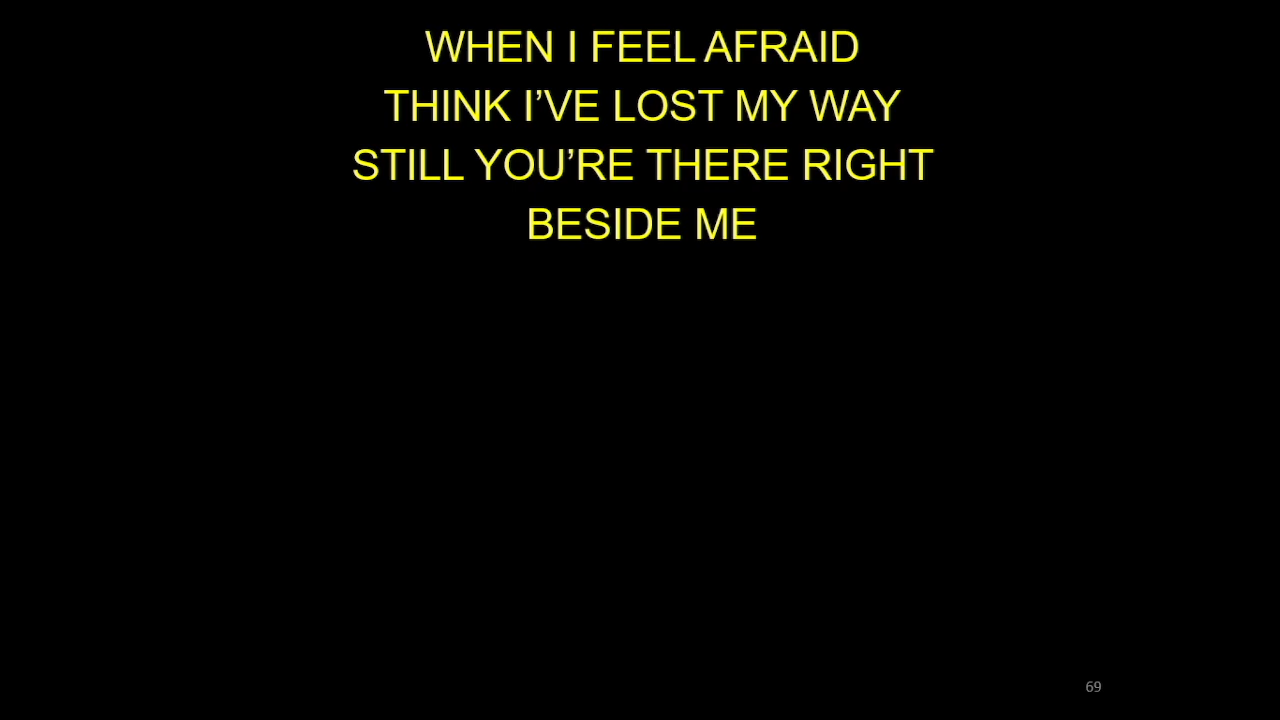 WHEN I FEEL AFRAID
THINK I’VE LOST MY WAY
STILL YOU’RE THERE RIGHT
BESIDE ME
69